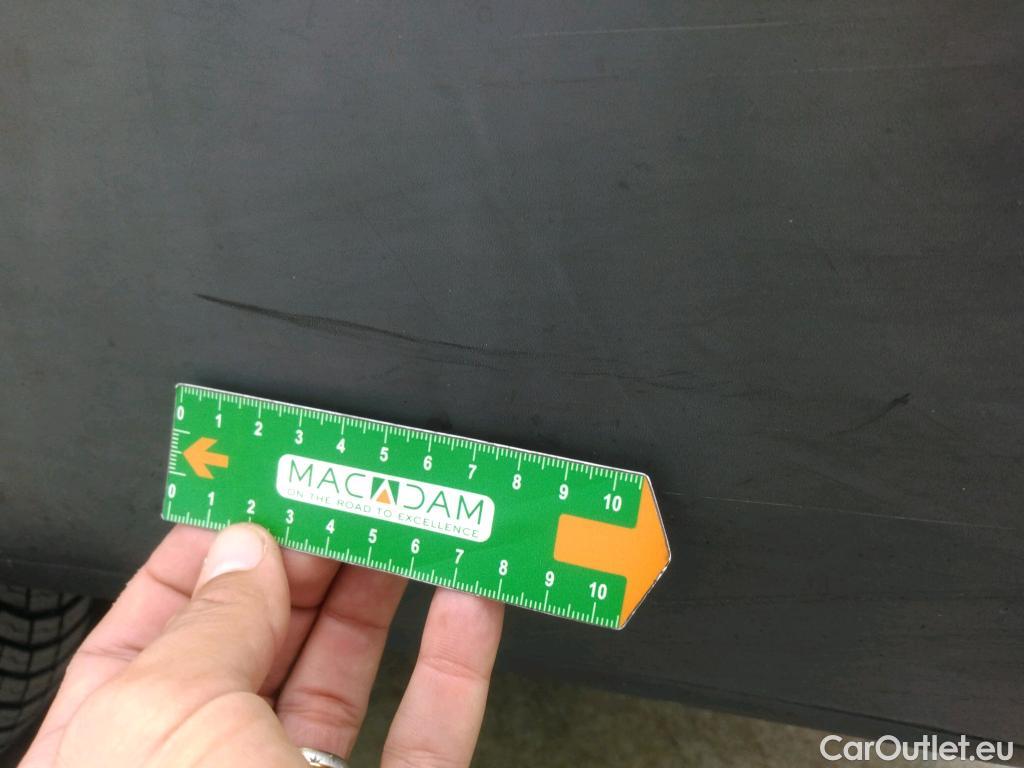 0 1 2 3 4 5 6 7 8 9 10
MACADAM
ON THE ROAD TO EXCELLENCE
0 1 2 3 4 5 6 7 8 9 10
CarOutlet.eu